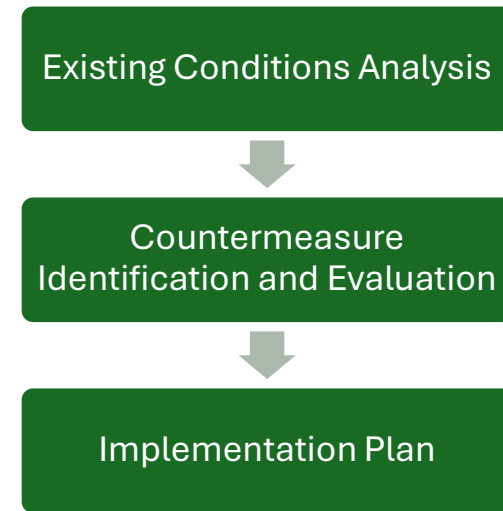 Existing Conditions Analysis
Countermeasure
Identification and Evaluation
Implementation Plan